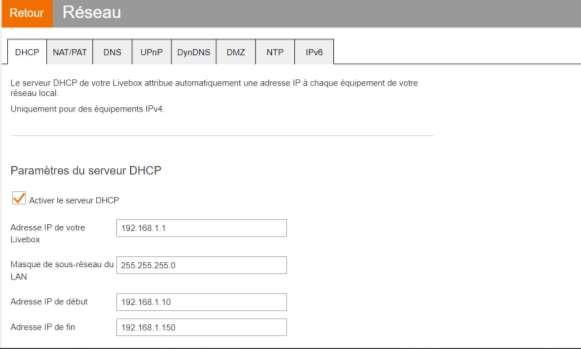 Retour Réseau
DHCP NAT/PAT DNS UPnP DynDNS DMZ NTP IPv6
Le serveur DHCP de votre Livebox attribue automatiquement une adresse IP à chaque équipement de votre
réseau local.
Uniquement pour des équipements IPv4.
Paramètres du serveur DHCP
Activer le serveur DHCP
Adresse IP de votre
Livebox
192.168.1.1
Masque de sous-réseau du
LAN
255.255.255.0
Adresse IP de début 192.168.1.10
Adresse IP de fin 192.168.1.150